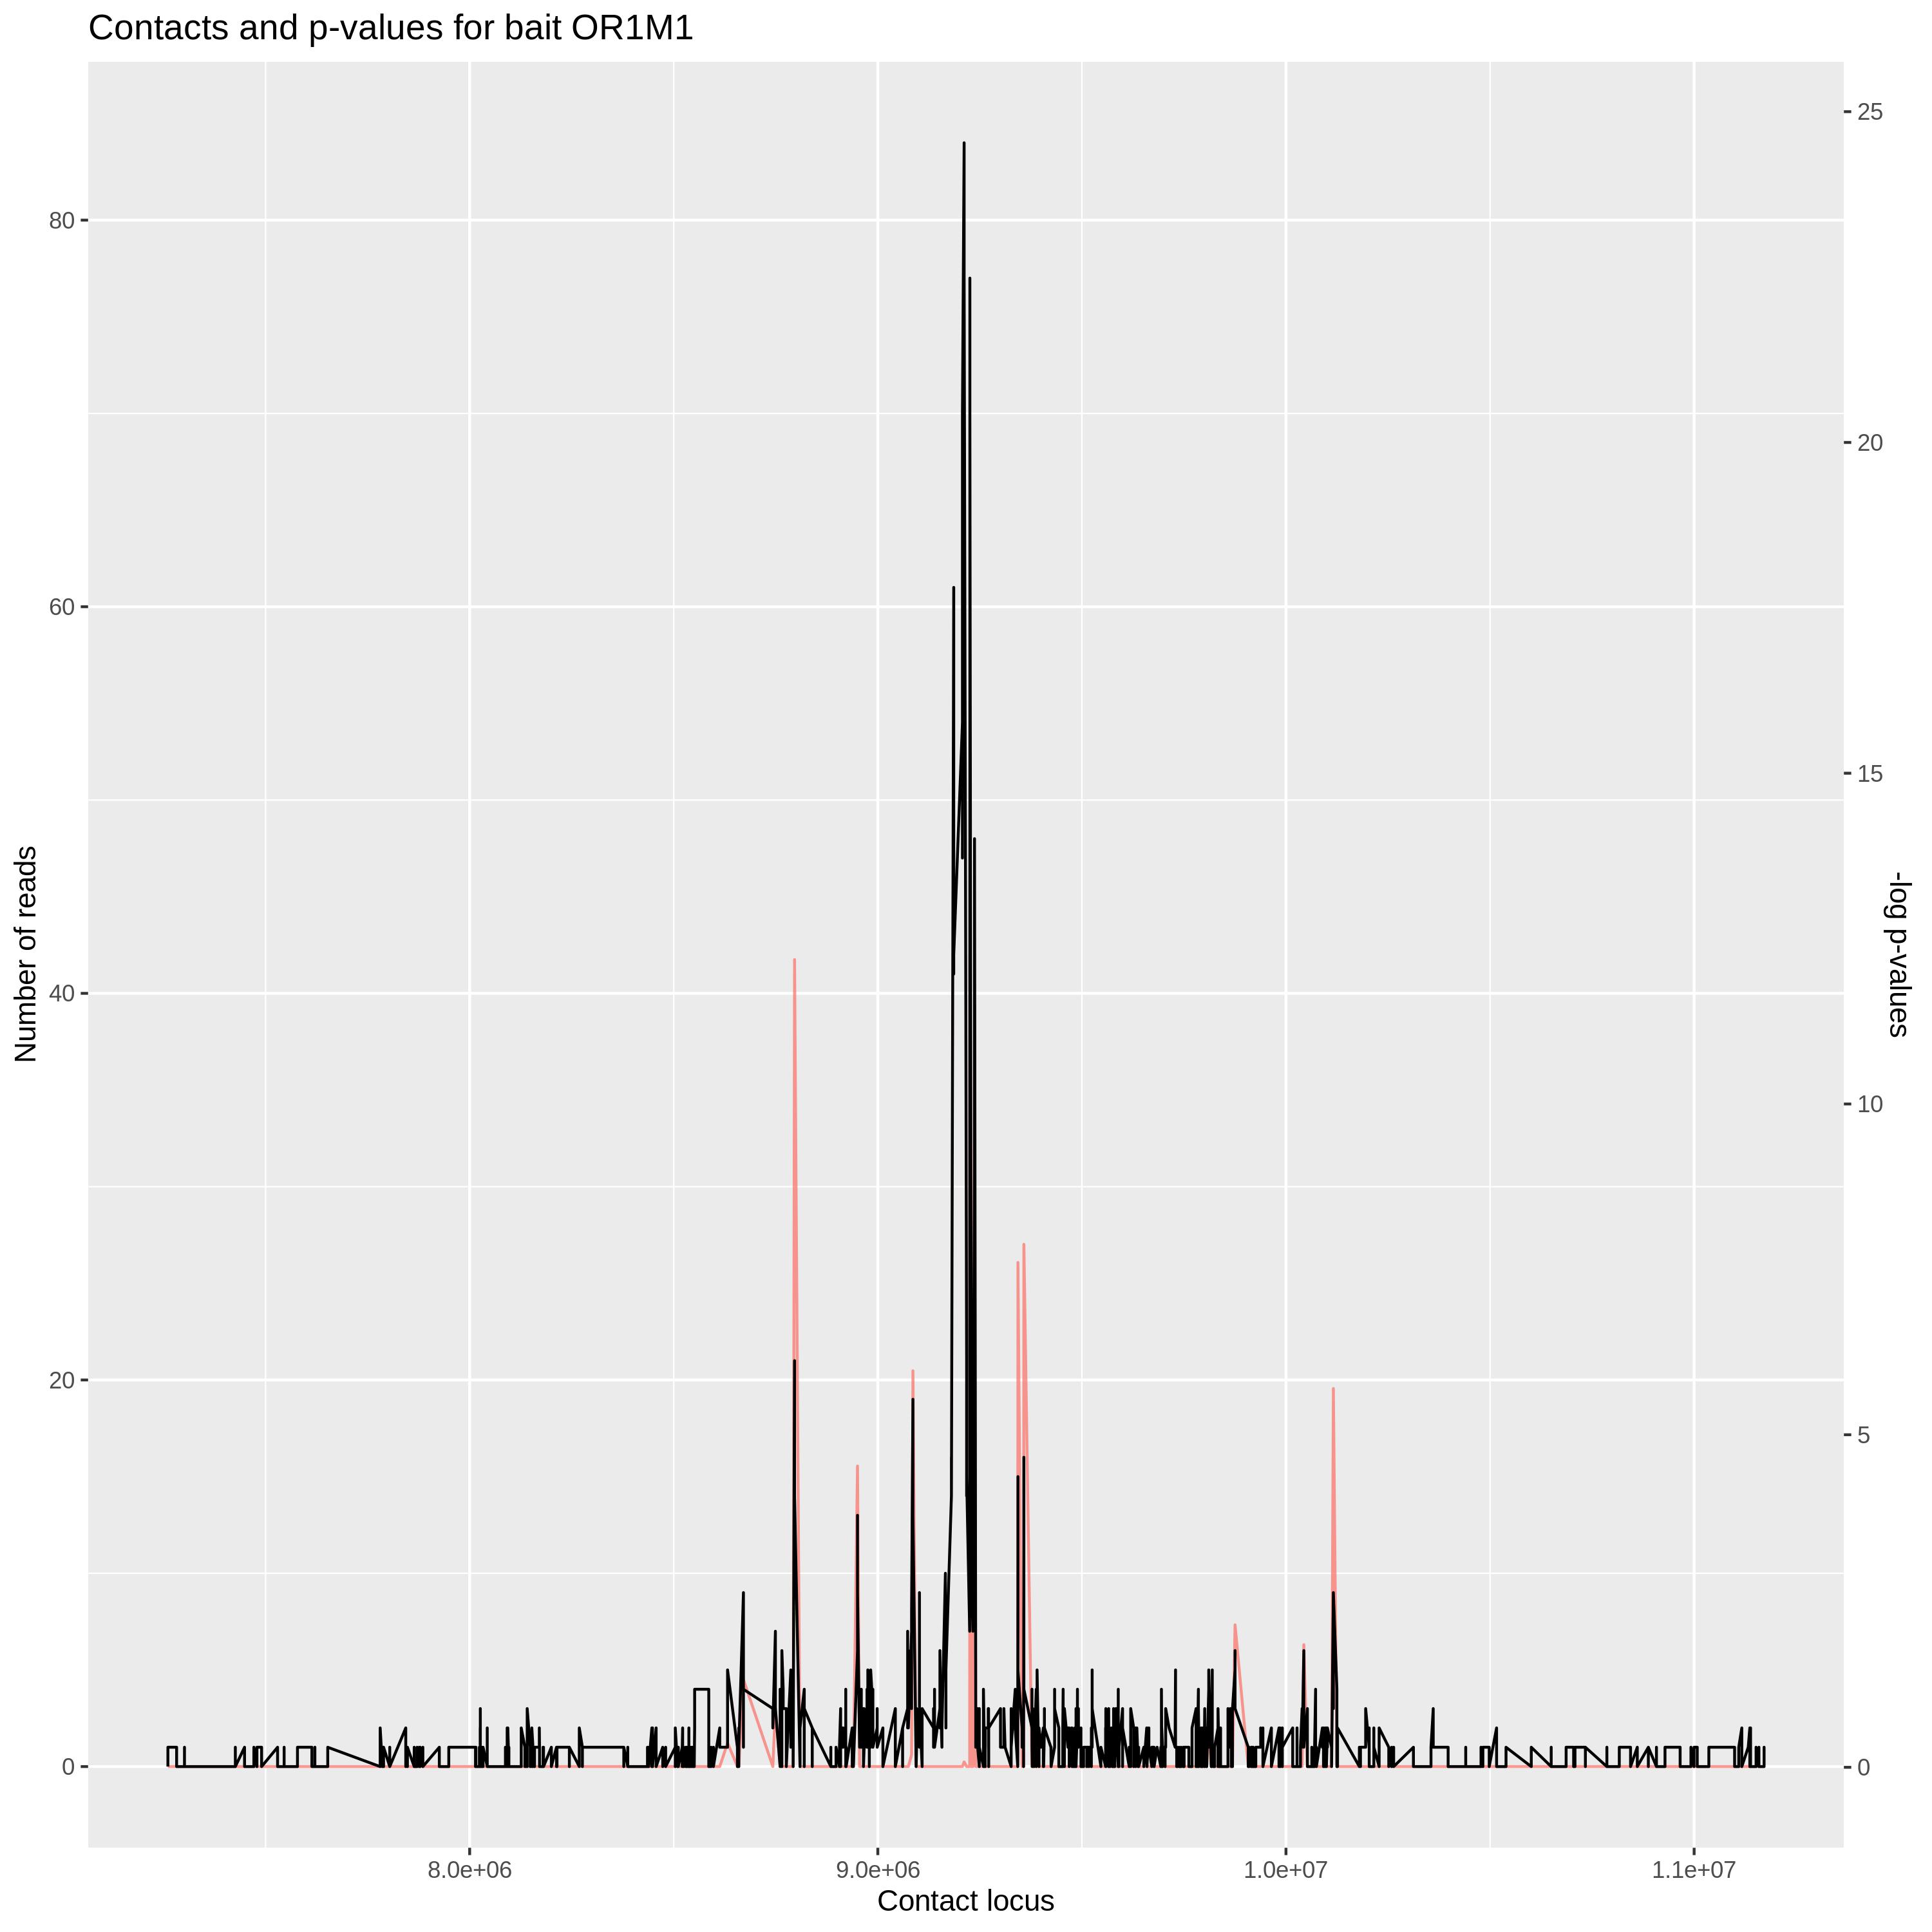 Contacts and p-values for bait OR1M1
Number of reads
80
60
40
20
0
25
20
15
10
5
0
-log p-values
8.0e+06 9.0e+06 1.0e+07 1.1e+07
Contact locus